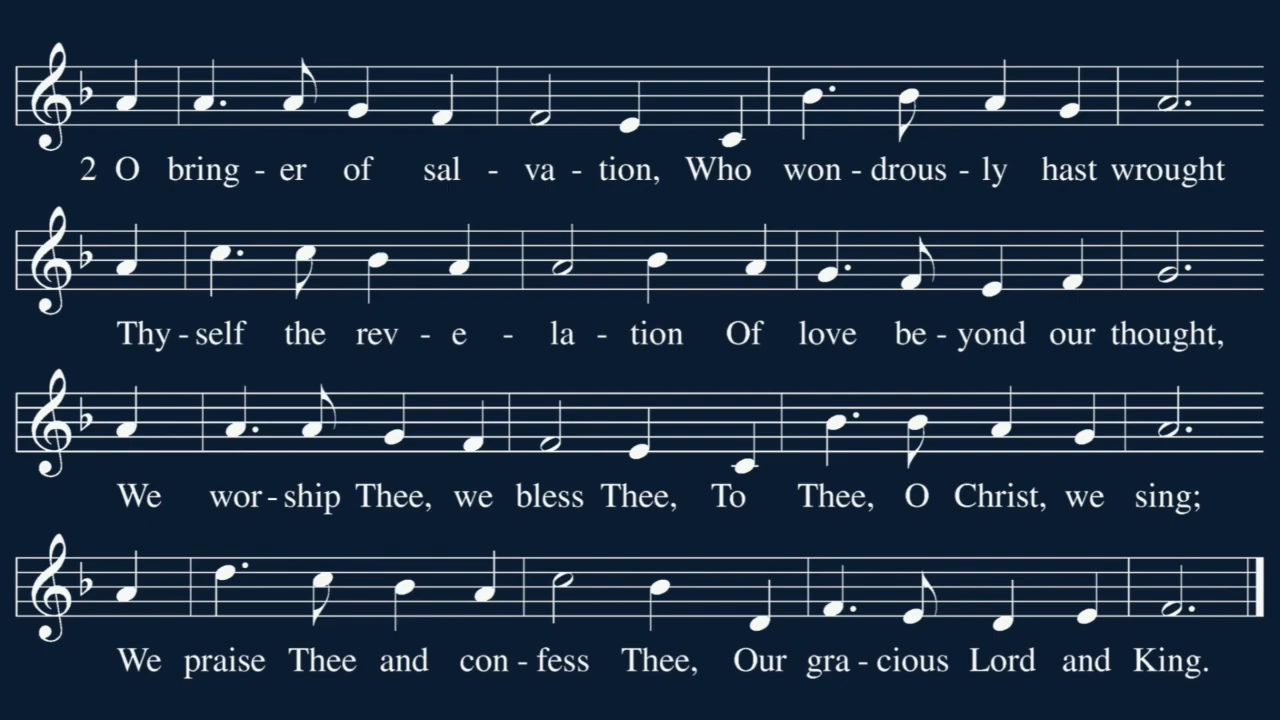 2 O bring - er of sal - va - tion, Who won - drous - ly hast wrought
Thy - self the rev - e - la - tion Of love be - yond our thought,
We wor - ship Thee, we bless Thee, To Thee, O Christ, we sing;
We praise Thee and con - fess Thee, Our gra - cious Lord and King.